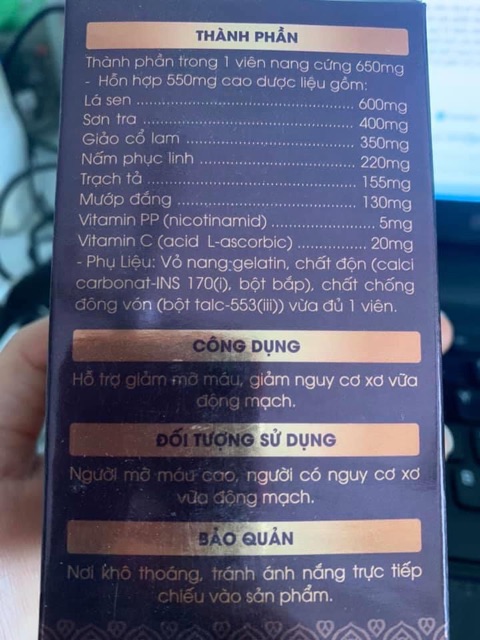 THÀNH PHẦN
Thành phần trong 1 viên nang cứng 650mg
- Hỗn hợp 550mg cao dược liệu gồm:
Lá sen ........................................................ 600mg
Sơn tra ....................................................... 400mg
Giảo cổ lam ............................................... 350mg
Nấm phục linh ........................................... 220mg
Trạch tả ..................................................... 155mg
Mướp đắng ............................................... 130mg
Vitamin PP (nicotinamid) ......................... 5mg
Vitamin C (acid L-ascorbic) .................... 20mg
- Phụ Liệu: Vỏ nang-gelatin, chất độn (calci
carbonat-INS 170(i), bột bắp), chất chống
đông vón (bột talc-553(iii)) vừa đủ 1 viên.
CÔNG DỤNG
Hỗ trợ giảm mỡ máu, giảm nguy cơ xơ vữa
động mạch.
ĐỐI TƯỢNG SỬ DỤNG
Người mỡ máu cao, người có nguy cơ xơ
vữa động mạch.
BẢO QUẢN
Nơi khô thoáng, tránh ánh nắng trực tiếp
chiếu vào sản phẩm.